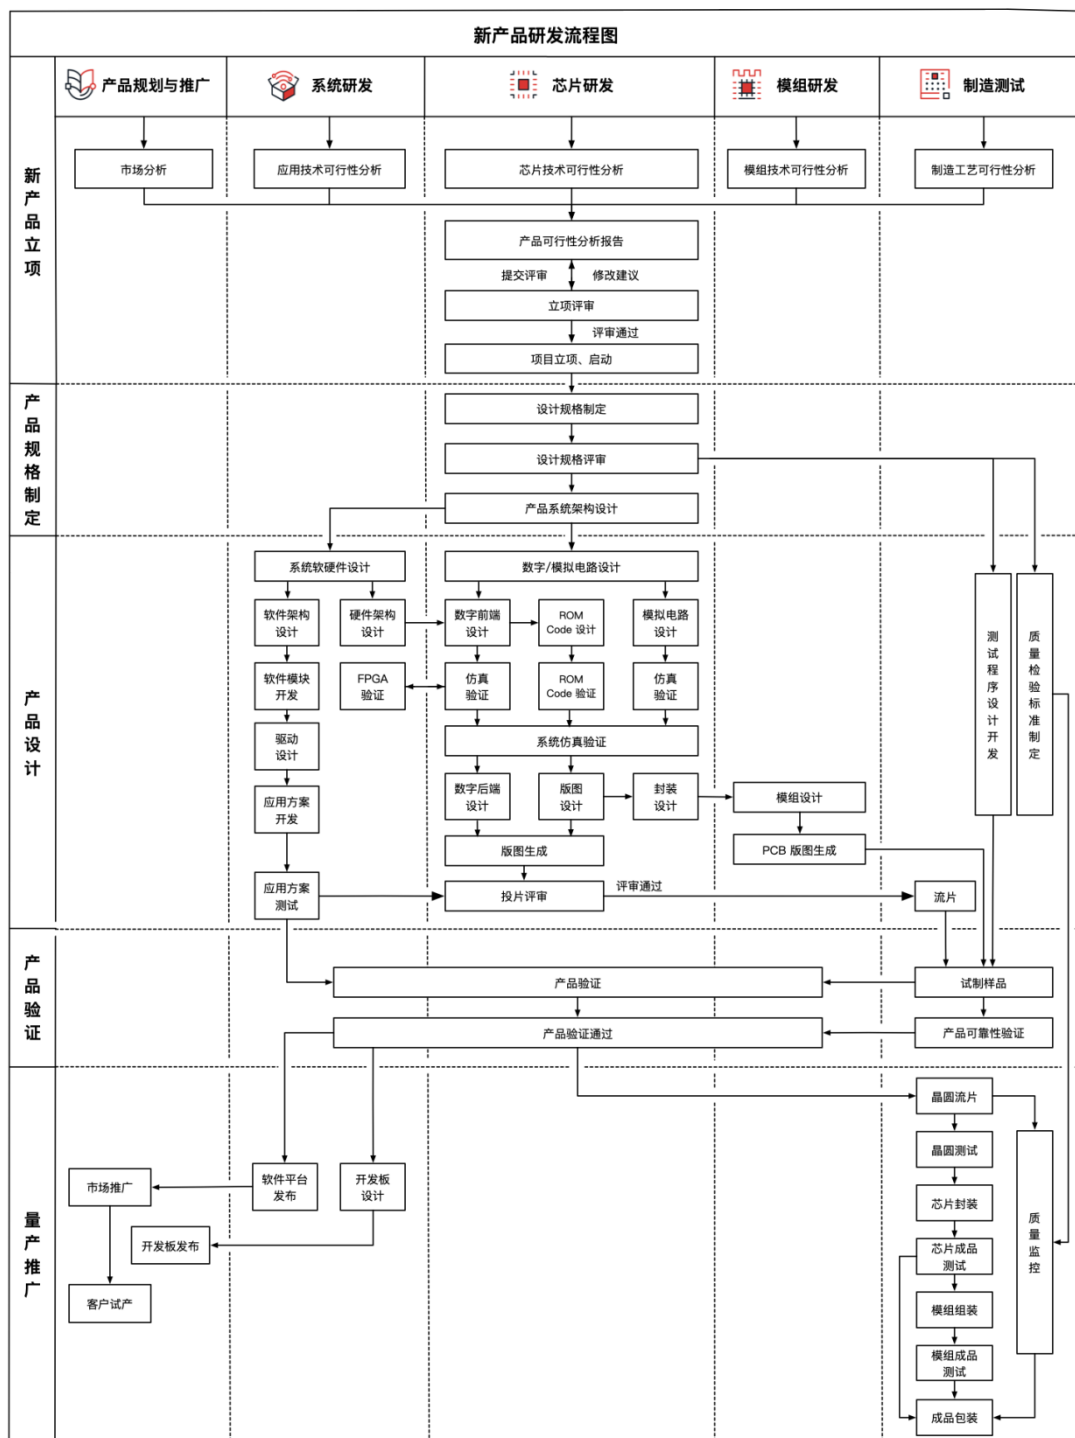 新产品研发流程图
产品规划与推广
系统研发
芯片研发
模组研发
制造测试
新产品立项
市场分析
应用技术可行性分析
芯片技术可行性分析
模组技术可行性分析
制造工艺可行性分析
产品可行性分析报告
提交评审
修改建议
立项评审
评审通过
项目立项、启动
产品规格制定
设计规格制定
设计规格评审
产品系统架构设计
产品设计
系统软硬件设计
数字/模拟电路设计
软件架构
设计
硬件架构
设计
数字前端
设计
ROM
Code 设计
模拟电路
设计
测试程序设计开发
质量检验标准制定
软件模块
开发
FPGA
验证
仿真
验证
ROM
Code 验证
仿真
验证
驱动
设计
系统仿真验证
应用方案
开发
数字后端
设计
版图
设计
封装
设计
模组设计
版图生成
PCB 版图生成
应用方案
测试
投片评审
评审通过
流片
产品验证
产品验证
试制样品
产品验证通过
产品可靠性验证
量产推广
晶圆流片
晶圆测试
市场推广
软件平台
发布
开发板
设计
芯片封装
质量监控
开发板发布
芯片成品
测试
客户试产
模组组装
模组成品
测试
成品包装